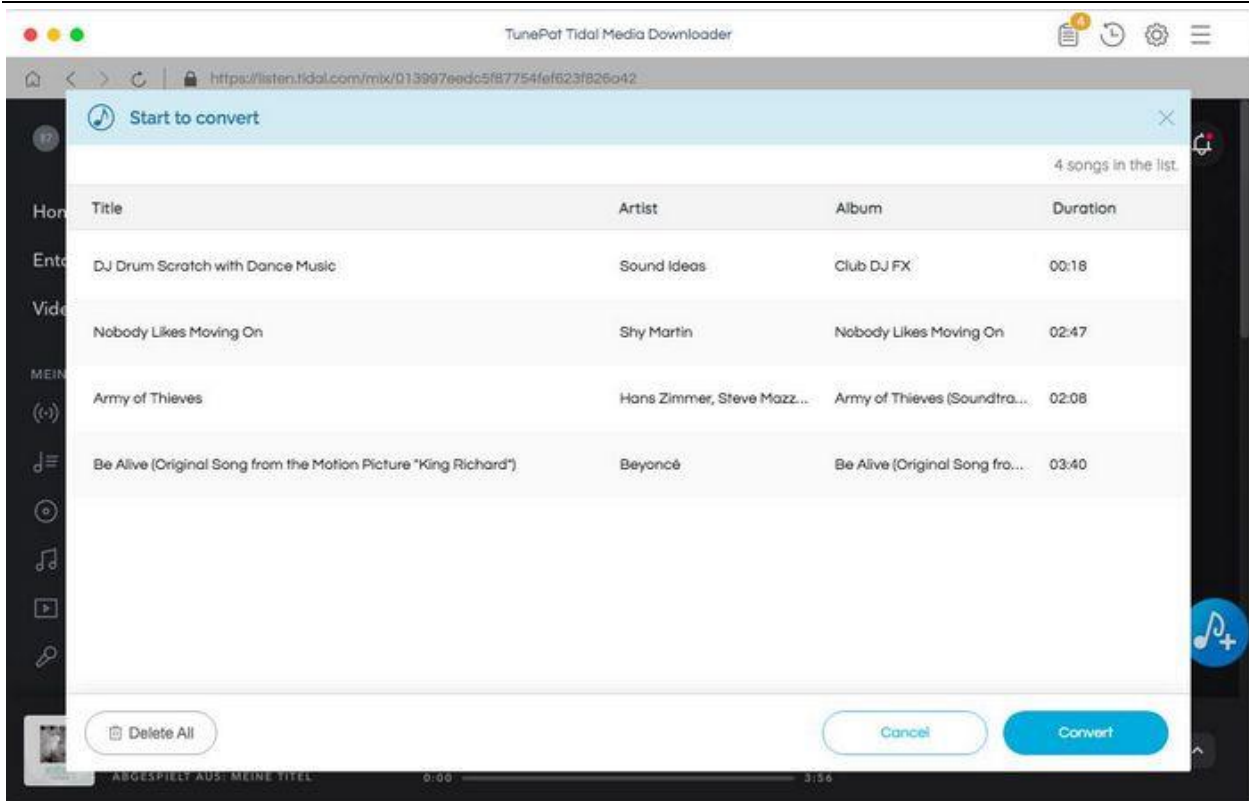 TunePat Tidal Media Downloader
4
https://listen.tidal.com/mix/013997eedc5f87754fef623f826a42
Start to convert
4 songs in the list.
Hon
Title Artist Album Duration
Ento
DJ Drum Scratch with Dance Music Sound Ideas Club DJ FX 00:18
Vide
Nobody Likes Moving On Shy Martin Nobody Likes Moving On 02:47
MEIN
Army of Thieves Hans Zimmer, Steve Mazz... Army of Thieves (Soundtra... 02:08
Be Alive (Original Song from the Motion Picture "King Richard") Beyoncé Be Alive (Original Song fro... 03:40
Delete All Cancel Convert
ABGESPIELT AUS: MEINE TITEL 0:00 3:56